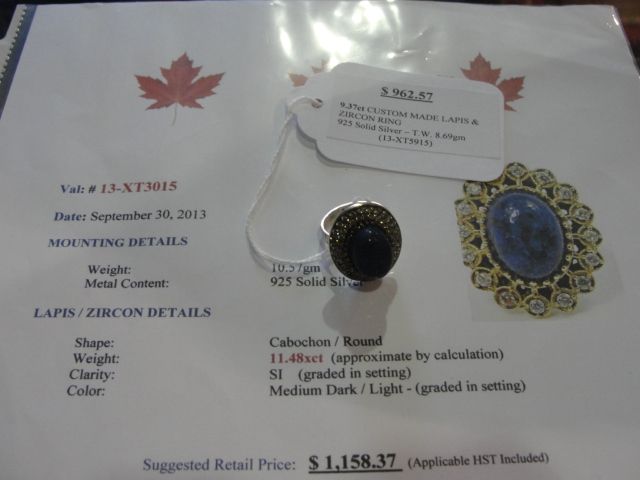 $ 962.57
9.37ct CUSTOM MADE LAPIS &
ZIRCON RING
925 Solid Silver – T.W. 8.69gm
(13-XT5915)
Val: # 13-XT3015
Date: September 30, 2013
MOUNTING DETAILS
Weight: 10.57gm
Metal Content: 925 Solid Silver
LAPIS / ZIRCON DETAILS
Shape: Cabochon / Round
Weight: 11.48xct (approximate by calculation)
Clarity: SI (graded in setting)
Color: Medium Dark / Light - (graded in setting)
Suggested Retail Price: $ 1,158.37 (Applicable HST Included)